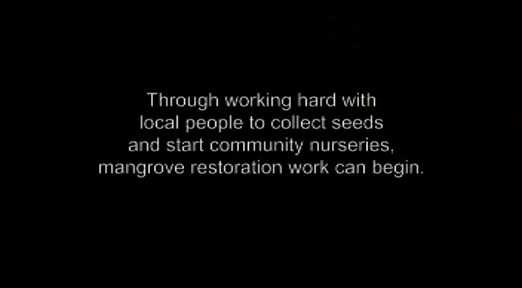 Through working hard with
local people to collect seeds
and start community nurseries,
mangrove restoration work can begin.